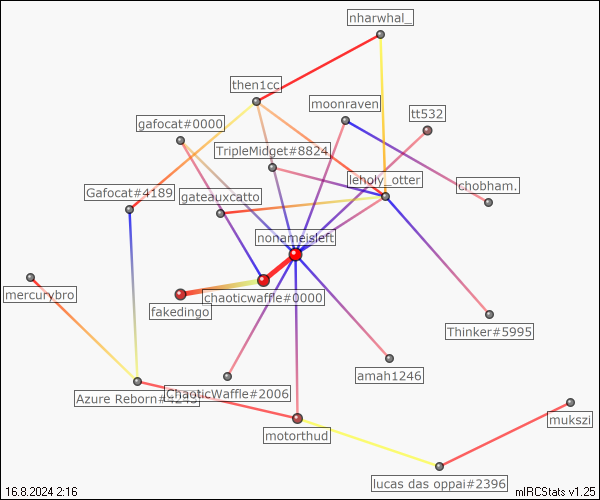 nharwhal_
then1cc
moonraven
tt532
gafocat#0000
TripleMidget#8824
leholy_otter
chobham.
Gafocat#4189
gateauxcatto
nonameisleft
mercurybro
chaoticwaffle#0000
fakedingo
Thinker#5995
amah1246
ChaoticWaffle#2006
Azure Reborn#4243
mukszi
motorthud
lucas das oppai#2396
16.8.2024 2:16
mIRCStats v1.25